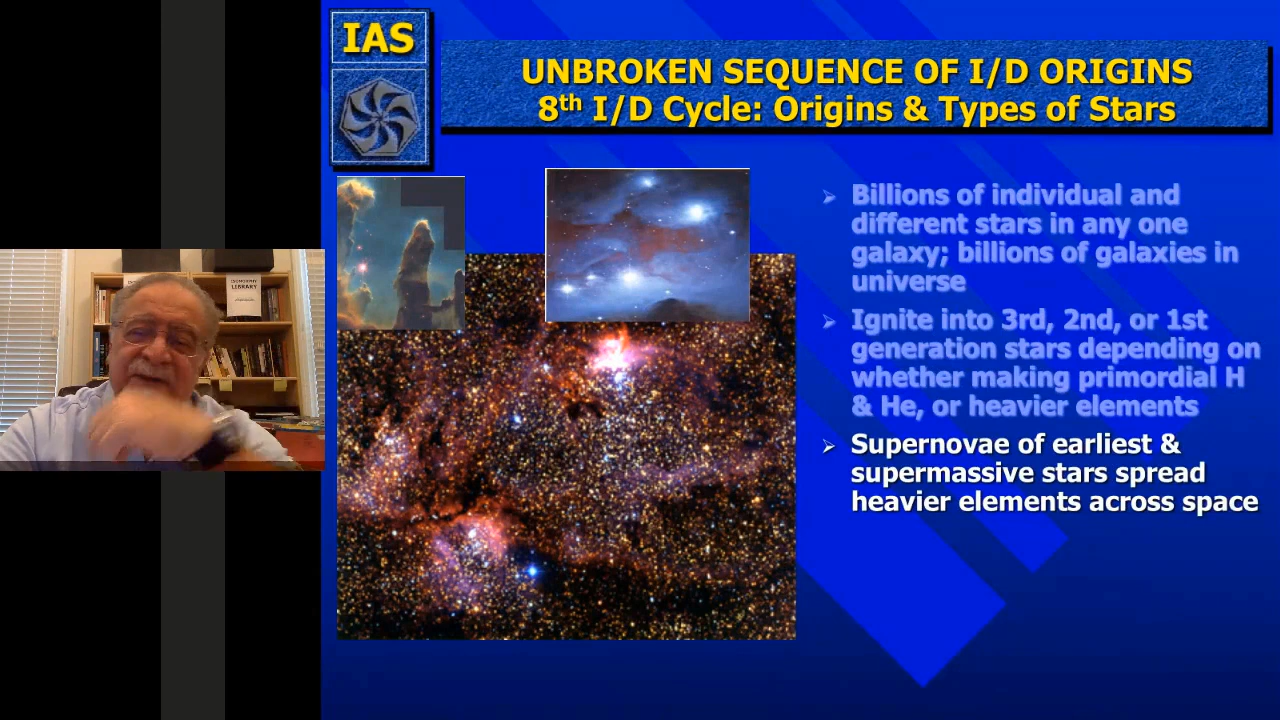 IAS
UNBROKEN SEQUENCE OF I/D ORIGINS
8th I/D Cycle: Origins & Types of Stars
Billions of individual and
different stars in any one
galaxy; billions of galaxies in
universe
Ignite into 3rd, 2nd, or 1st
generation stars depending on
whether making primordial H
& He, or heavier elements
Supernovae of earliest &
supermassive stars spread
heavier elements across space
ISOMORPHY
LIBRARY